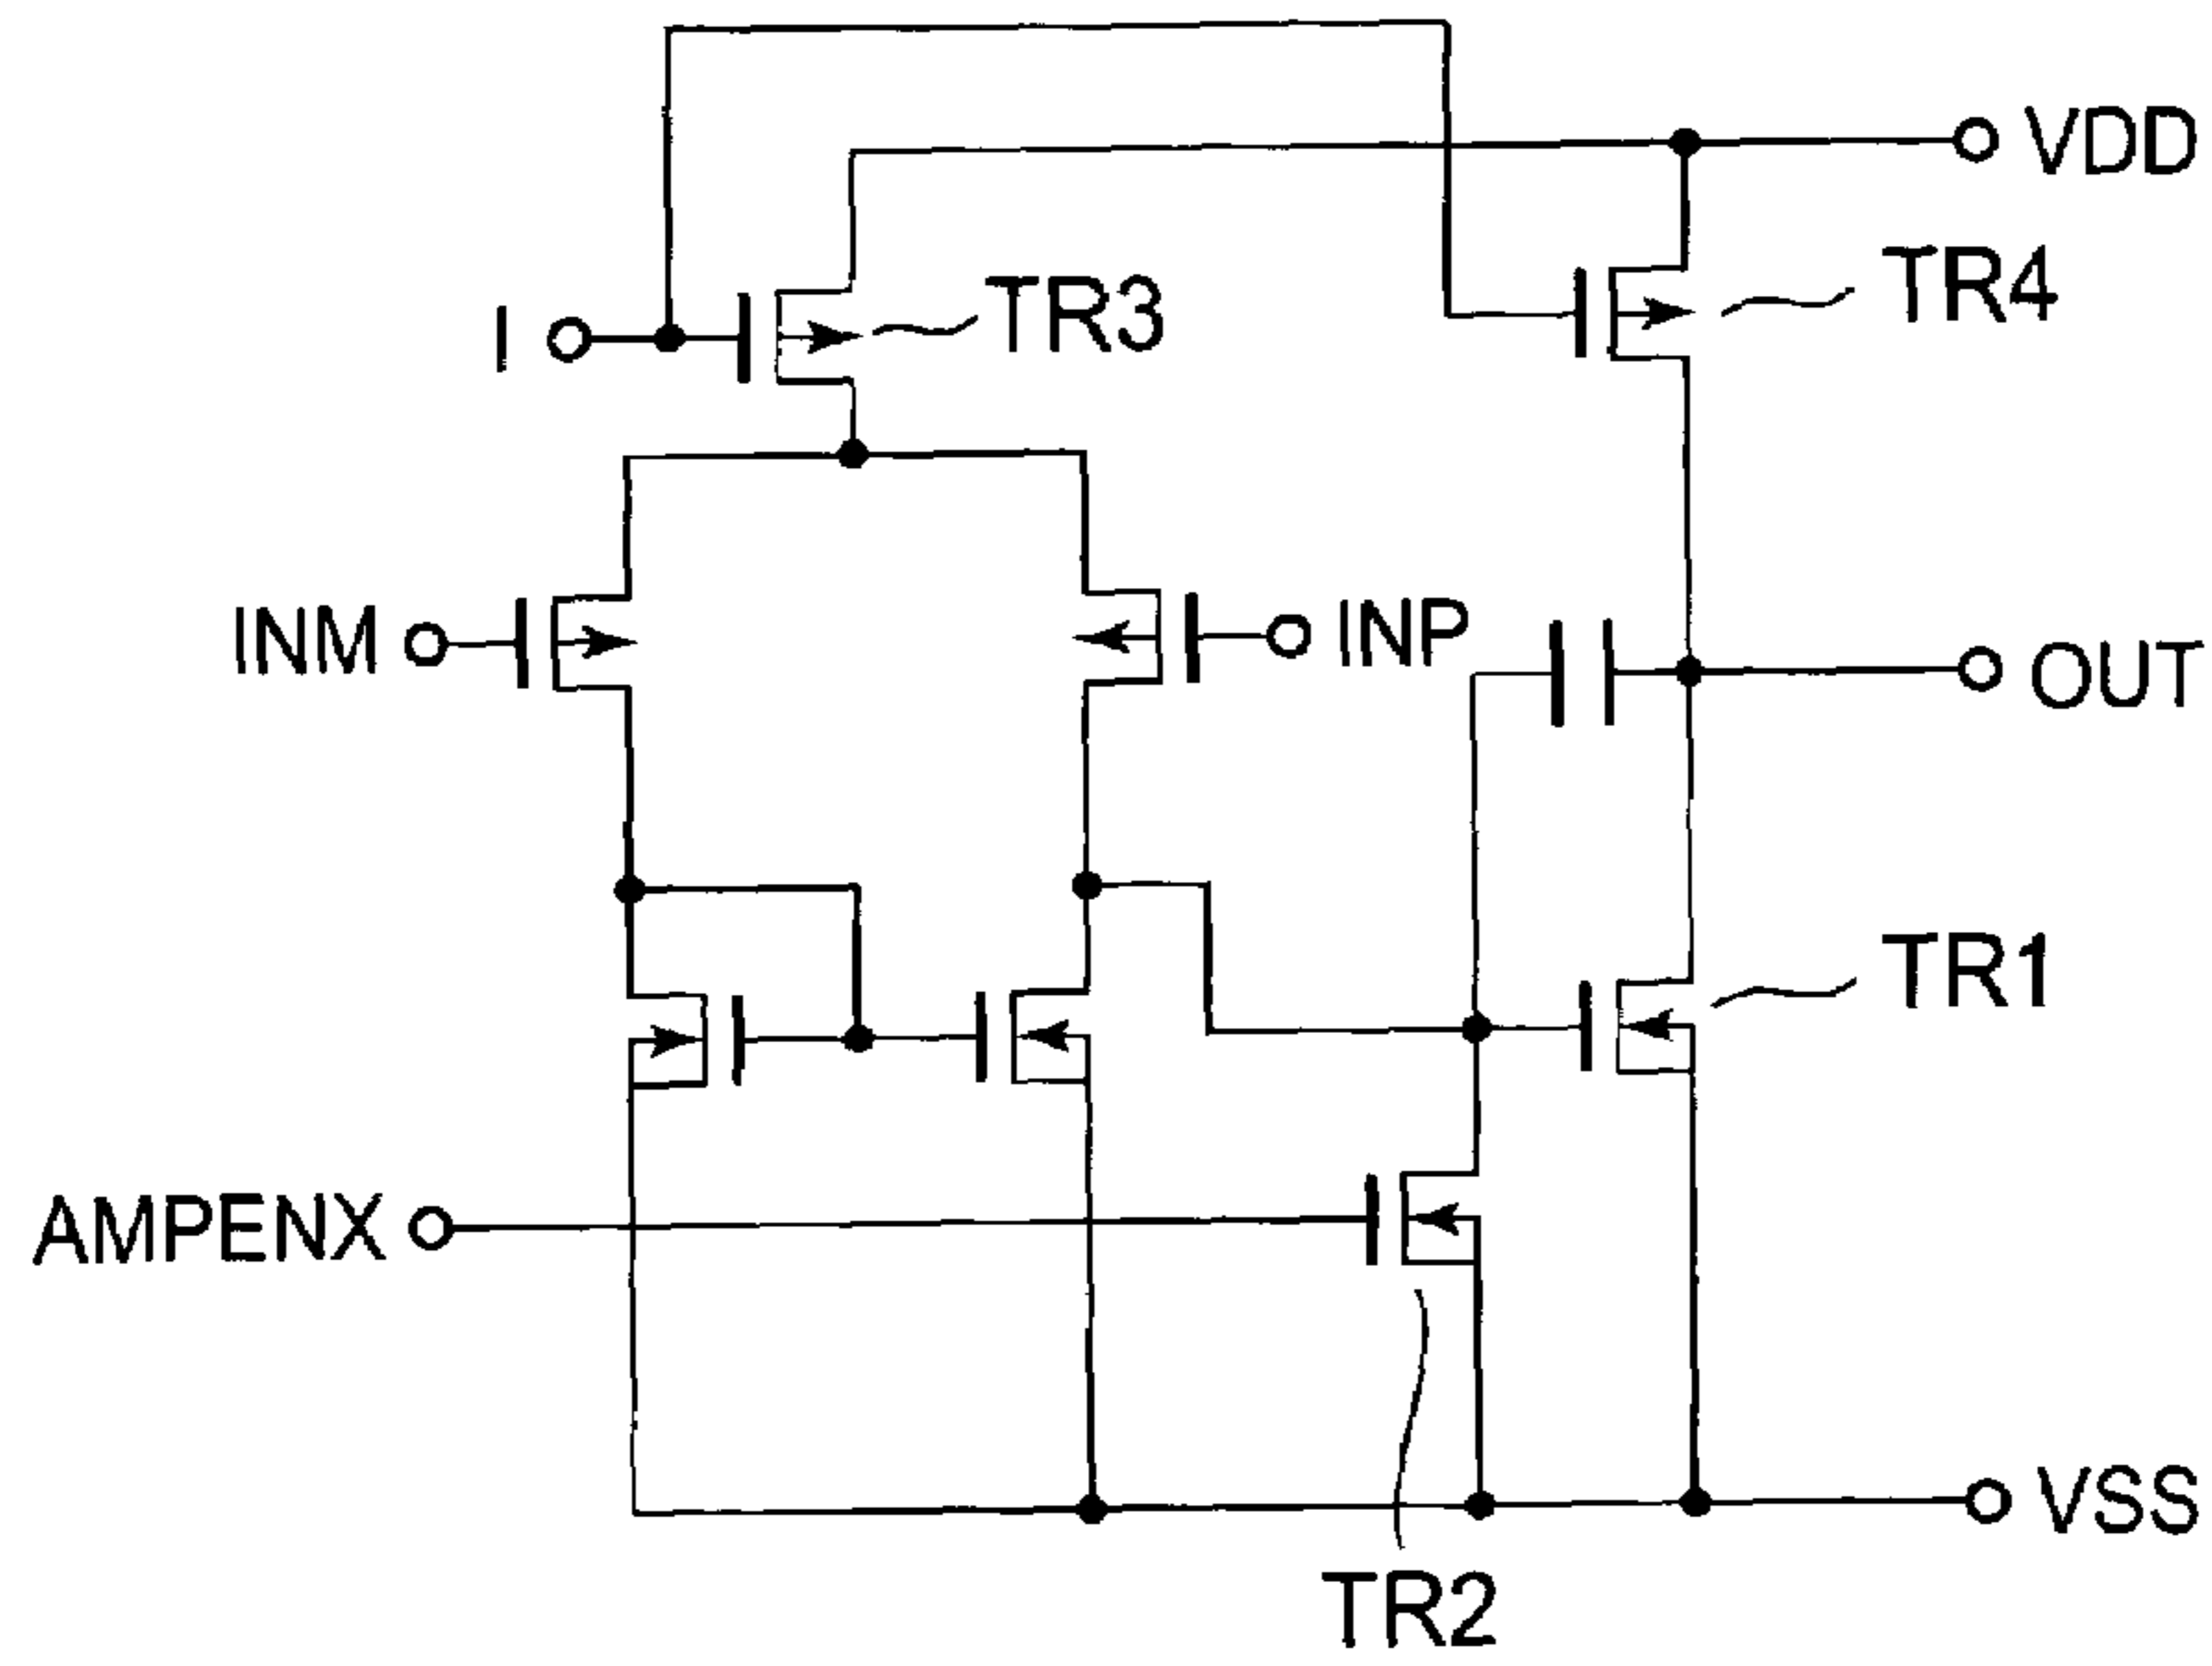 VDD
TR4
TR3
I
INM
INP
OUT
TR1
AMPENX
VSS
TR2